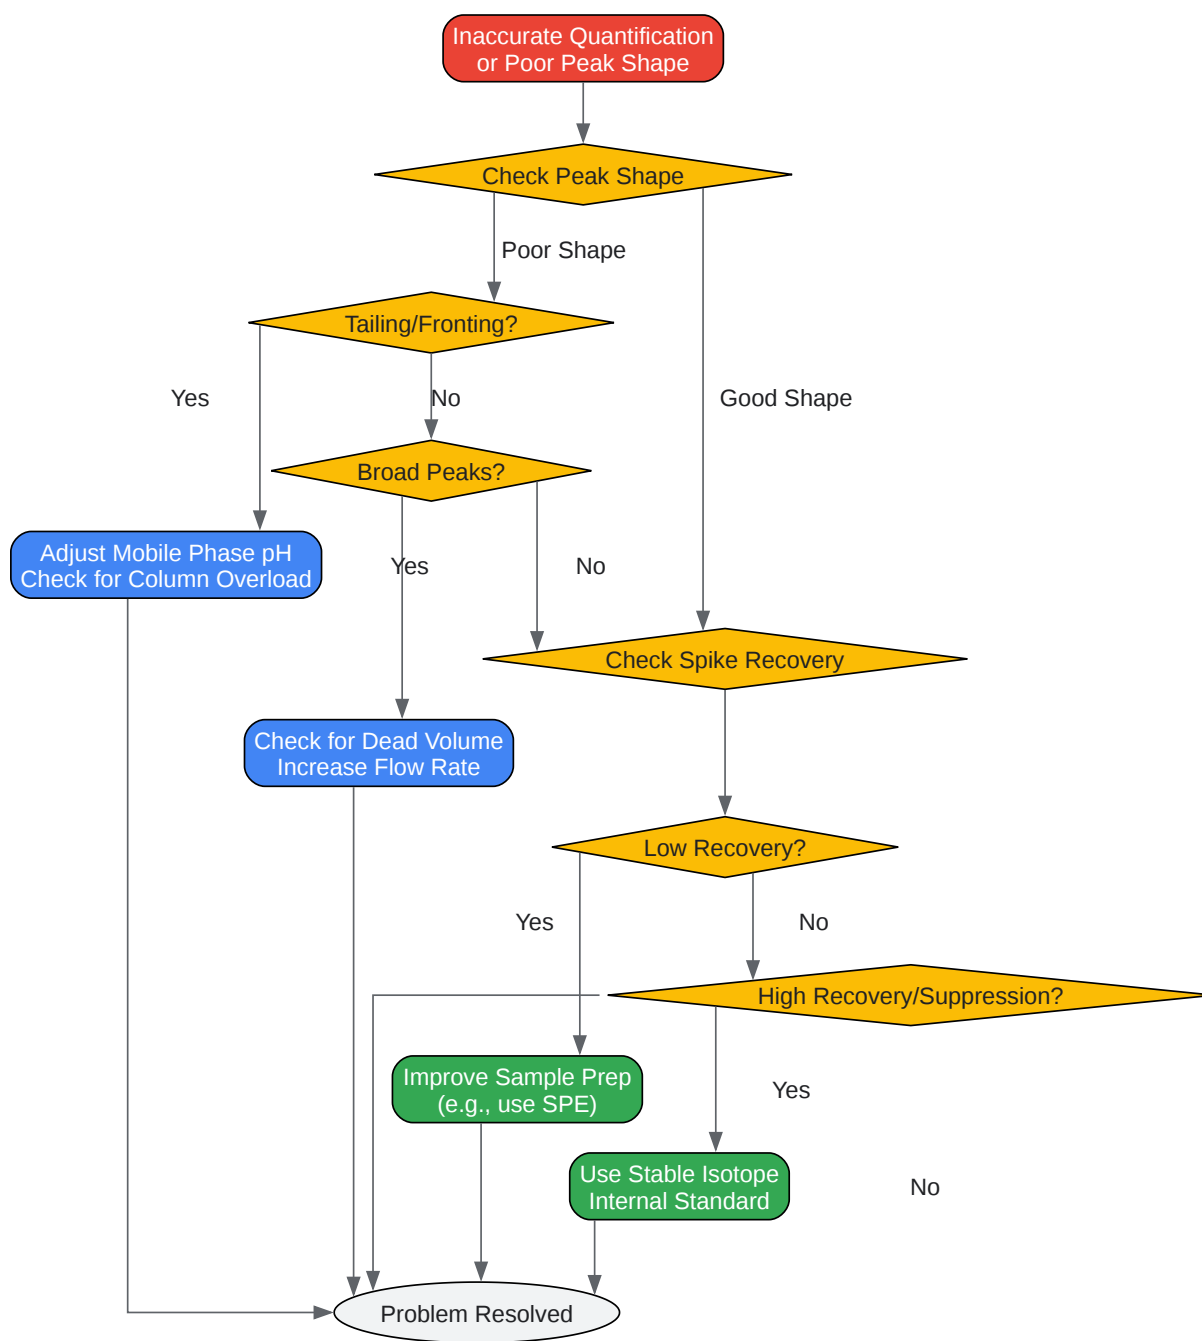 Inaccurate Quantification
or Poor Peak Shape
Check Peak Shape
Poor Shape
Tailing/Fronting?
Yes
No
Good Shape
Broad Peaks?
Adjust Mobile Phase pH
Check for Column Overload
Yes
No
Check Spike Recovery
Check for Dead Volume
Increase Flow Rate
Low Recovery?
Yes
No
High Recovery/Suppression?
Improve Sample Prep
(e.g., use SPE)
Yes
Use Stable Isotope
Internal Standard
No
Problem Resolved